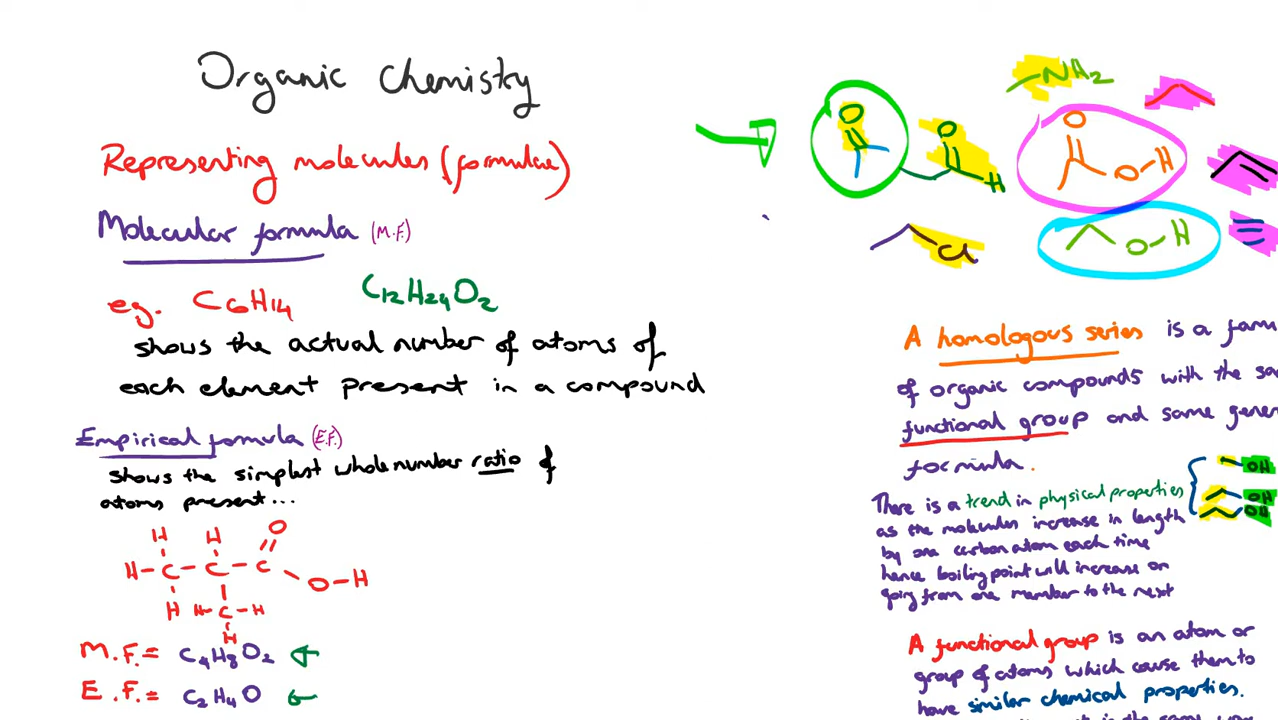 Organic Chemistry
Representing molecules (formulae)
Molecular formula (M.F.)
eg. C6H14 C12H24O2
shows the actual number of atoms of
each element present in a compound
Empirical formula (E.F.)
shows the simplest whole number ratio of
atoms present...
H H O
H - C - C - C
O - H
H H - C - H
H
M.F. = C4H8O2
E.F. = C2H4O
NH2
O O O
O - H
H
Cl O - H
A homologous series is a fam
of organic compounds with the sa
functional group and same gener
formula.
There is a trend in physical properties
as the molecules increase in length
by one carbon atom each time
hence boiling point will increase on
going from one member to the next
OH
OH
OH
A functional group is an atom or
group of atoms which cause them to
have similar chemical properties.